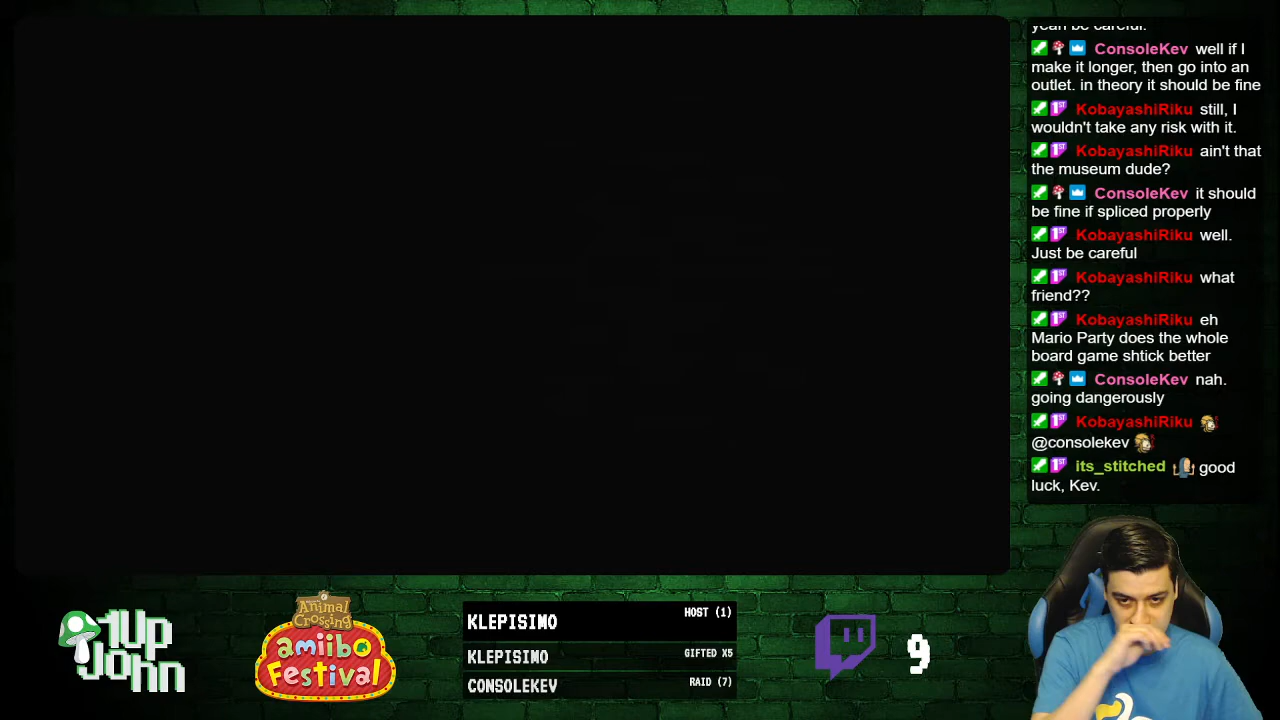 yeah be careful.
ConsoleKev well if I
make it longer, then go into an
outlet. in theory it should be fine
KobayashiRiku still, I
wouldn't take any risk with it.
KobayashiRiku ain't that
the museum dude?
ConsoleKev it should
be fine if spliced properly
KobayashiRiku well.
Just be careful
KobayashiRiku what
friend??
KobayashiRiku eh
Mario Party does the whole
board game shtick better
ConsoleKev nah.
going dangerously
KobayashiRiku
@consolekev
its_stitched good
luck, Kev.
1Up
John
Animal
Crossing
amiibo
Festival
KLEPISIMO HOST (1)
KLEPISIMO GIFTED X5
CONSOLEKEV RAID (7)
9